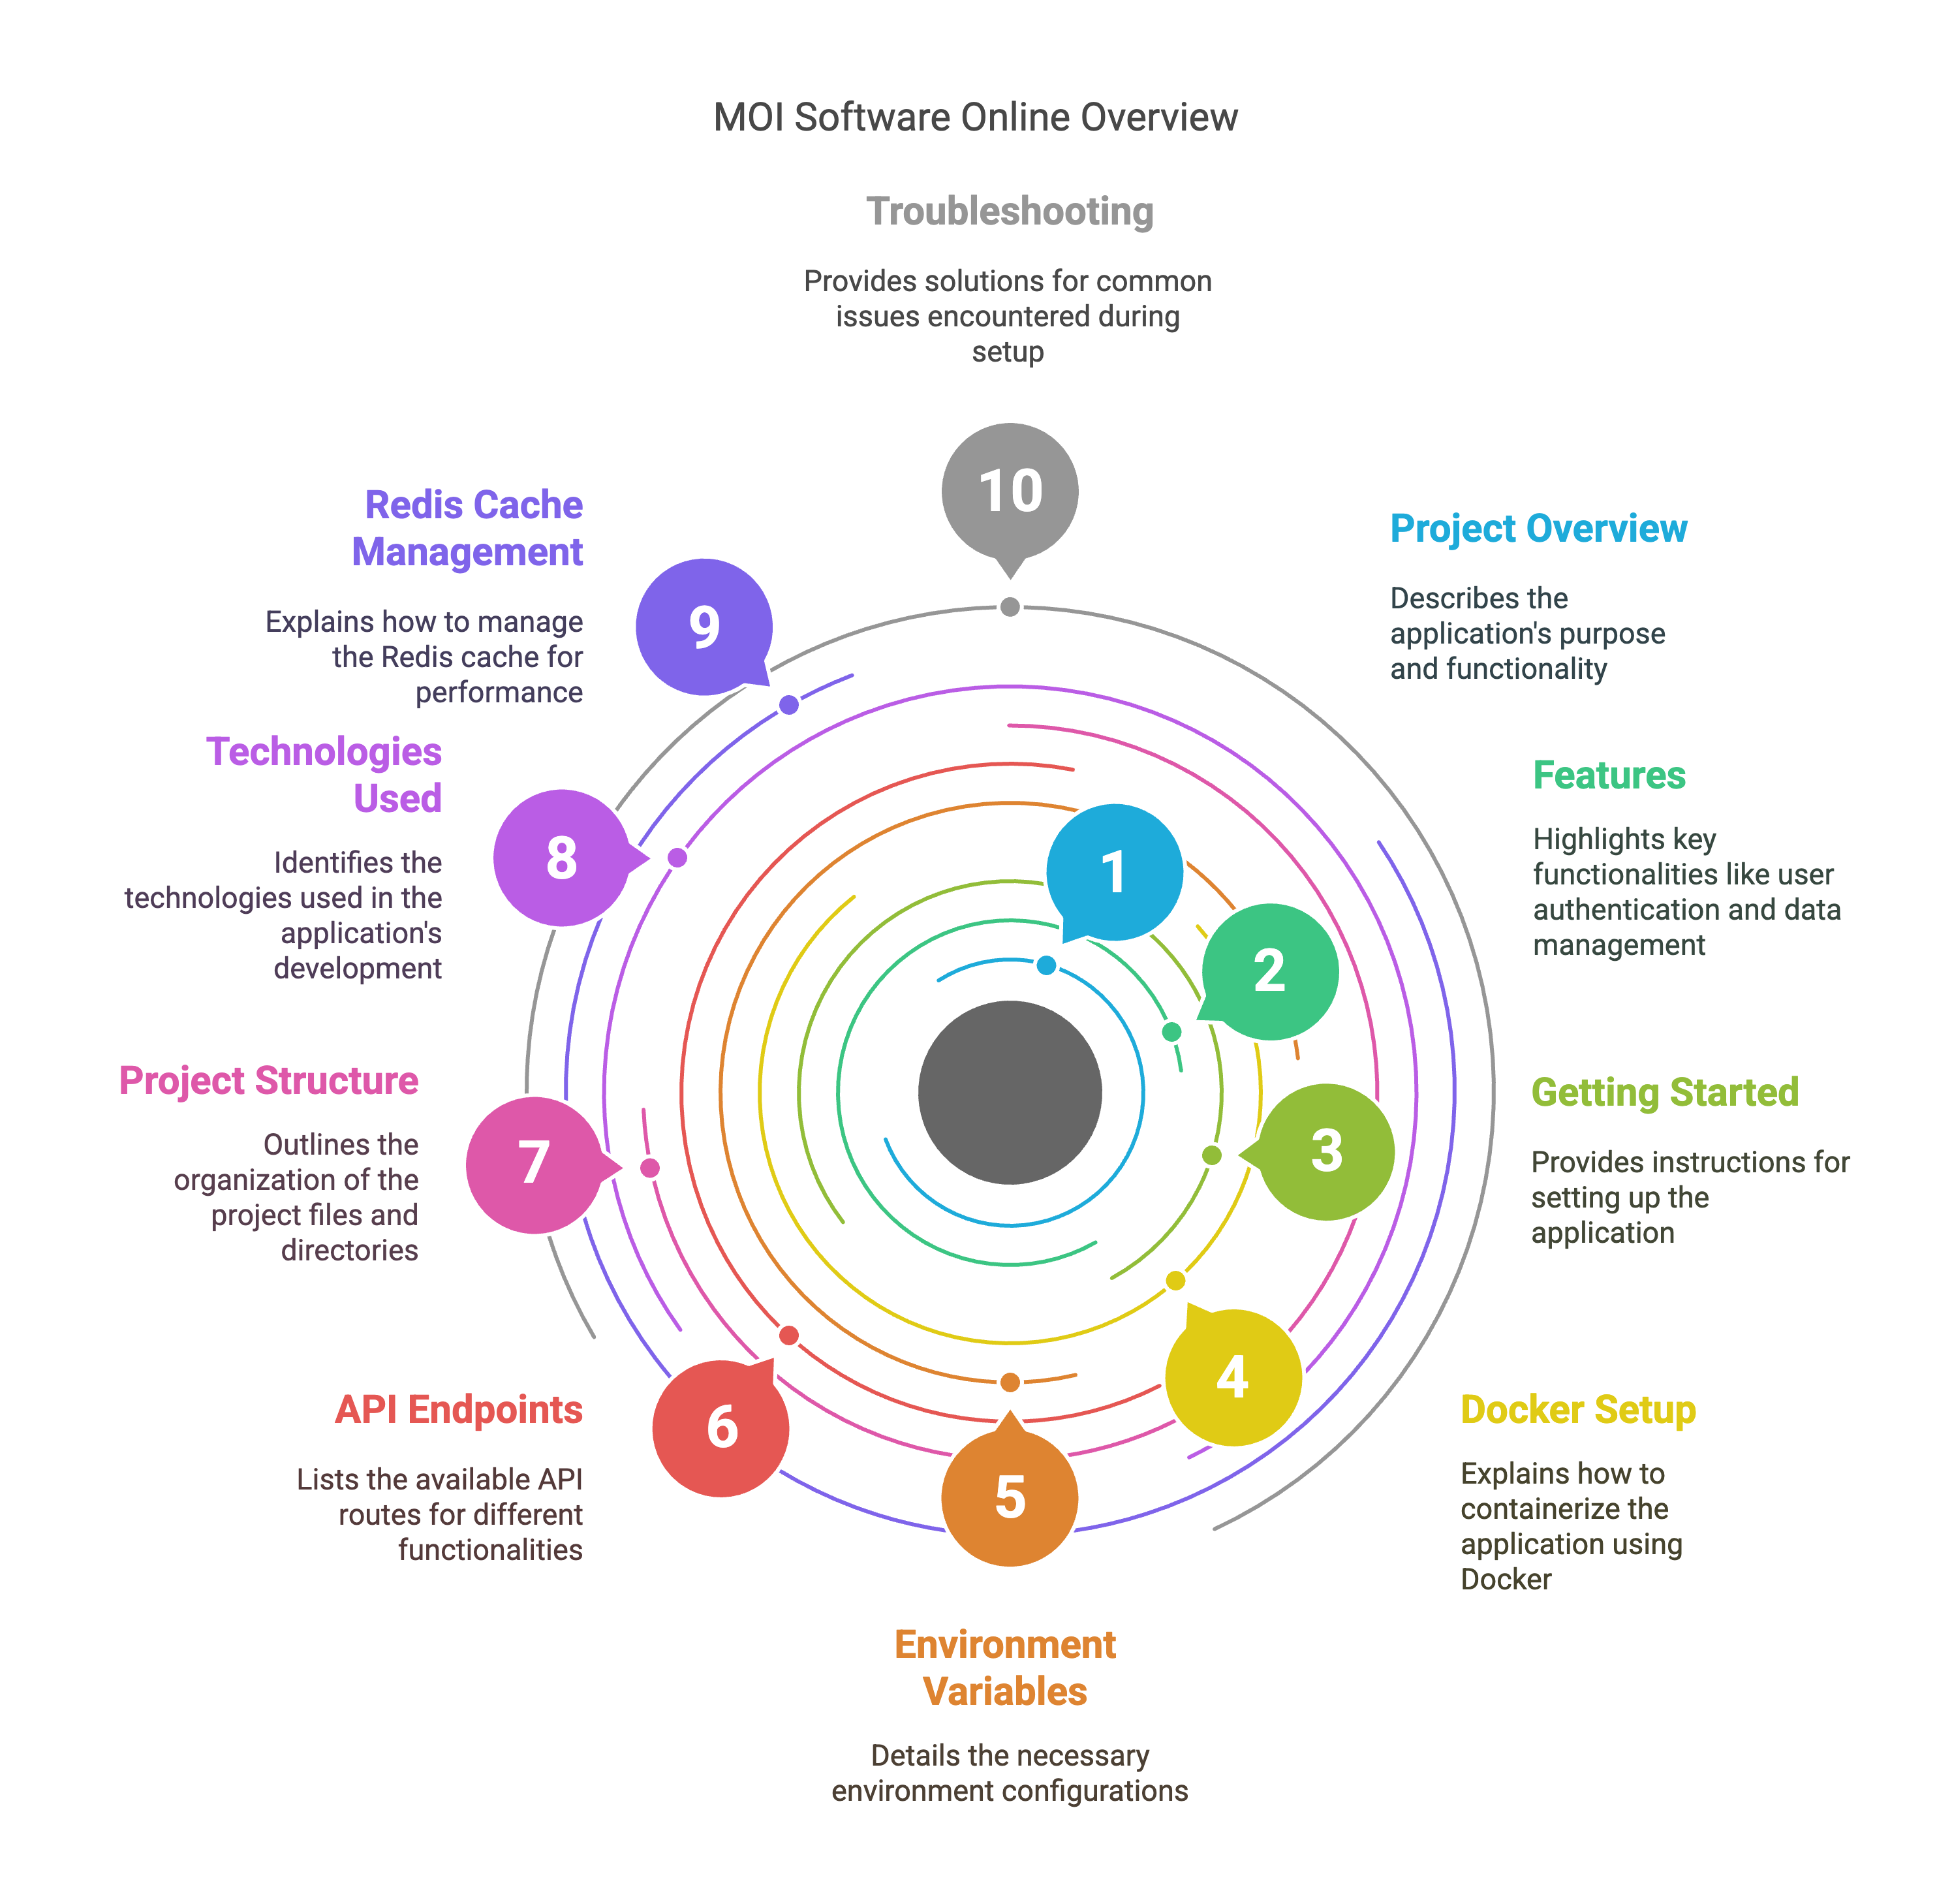 MOI Software Online Overview
Troubleshooting
Provides solutions for common
issues encountered during
setup
10
Project Overview
Describes the
application's purpose
and functionality
1
Features
Highlights key
functionalities like user
authentication and data
management
2
Getting Started
Provides instructions for
setting up the
application
3
Docker Setup
Explains how to
containerize the
application using
Docker
4
5
Environment
Variables
Details the necessary
environment configurations
6
API Endpoints
Lists the available API
routes for different
functionalities
7
Project Structure
Outlines the
organization of the
project files and
directories
8
Technologies
Used
Identifies the
technologies used in the
application's
development
9
Redis Cache
Management
Explains how to manage
the Redis cache for
performance